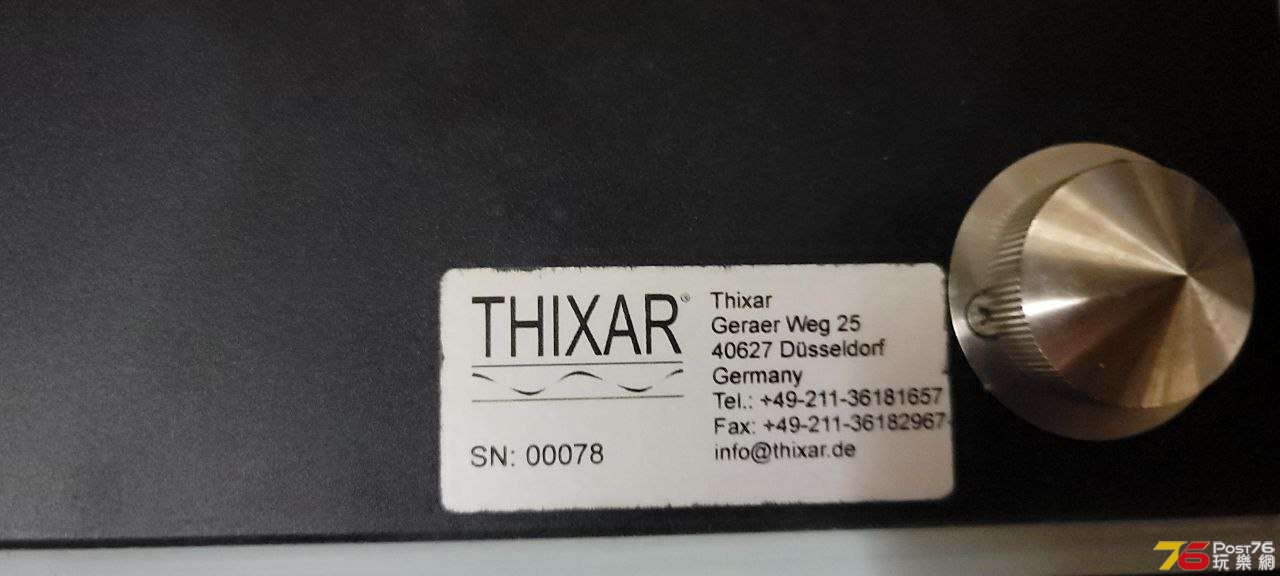 THIXAR®
SN: 00078
Thixar
Geraer Weg 25
40627 Düsseldorf
Germany
Tel.: +49-211-36181657
Fax: +49-211-36182967
info@thixar.de
76 Post76
玩樂網